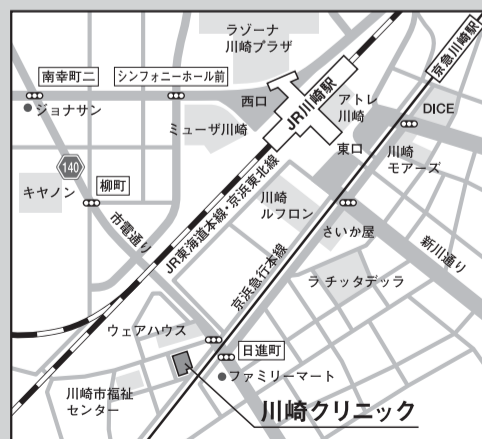 ラゾーナ
川崎プラザ
南幸町二
シンフォニーホール前
ジョナサン
西口
JR川崎駅
アトレ
川崎
京急川崎駅
DICE
ミューザ川崎
東口
川崎
モアーズ
140
キヤノン
柳町
市電通り
JR東海道本線・京浜東北線
川崎
ルフロン
さいか屋
新川通り
京浜急行本線
ラ チッタデッラ
ウェアハウス
日進町
ファミリーマート
川崎市福祉
センター
川崎クリニック